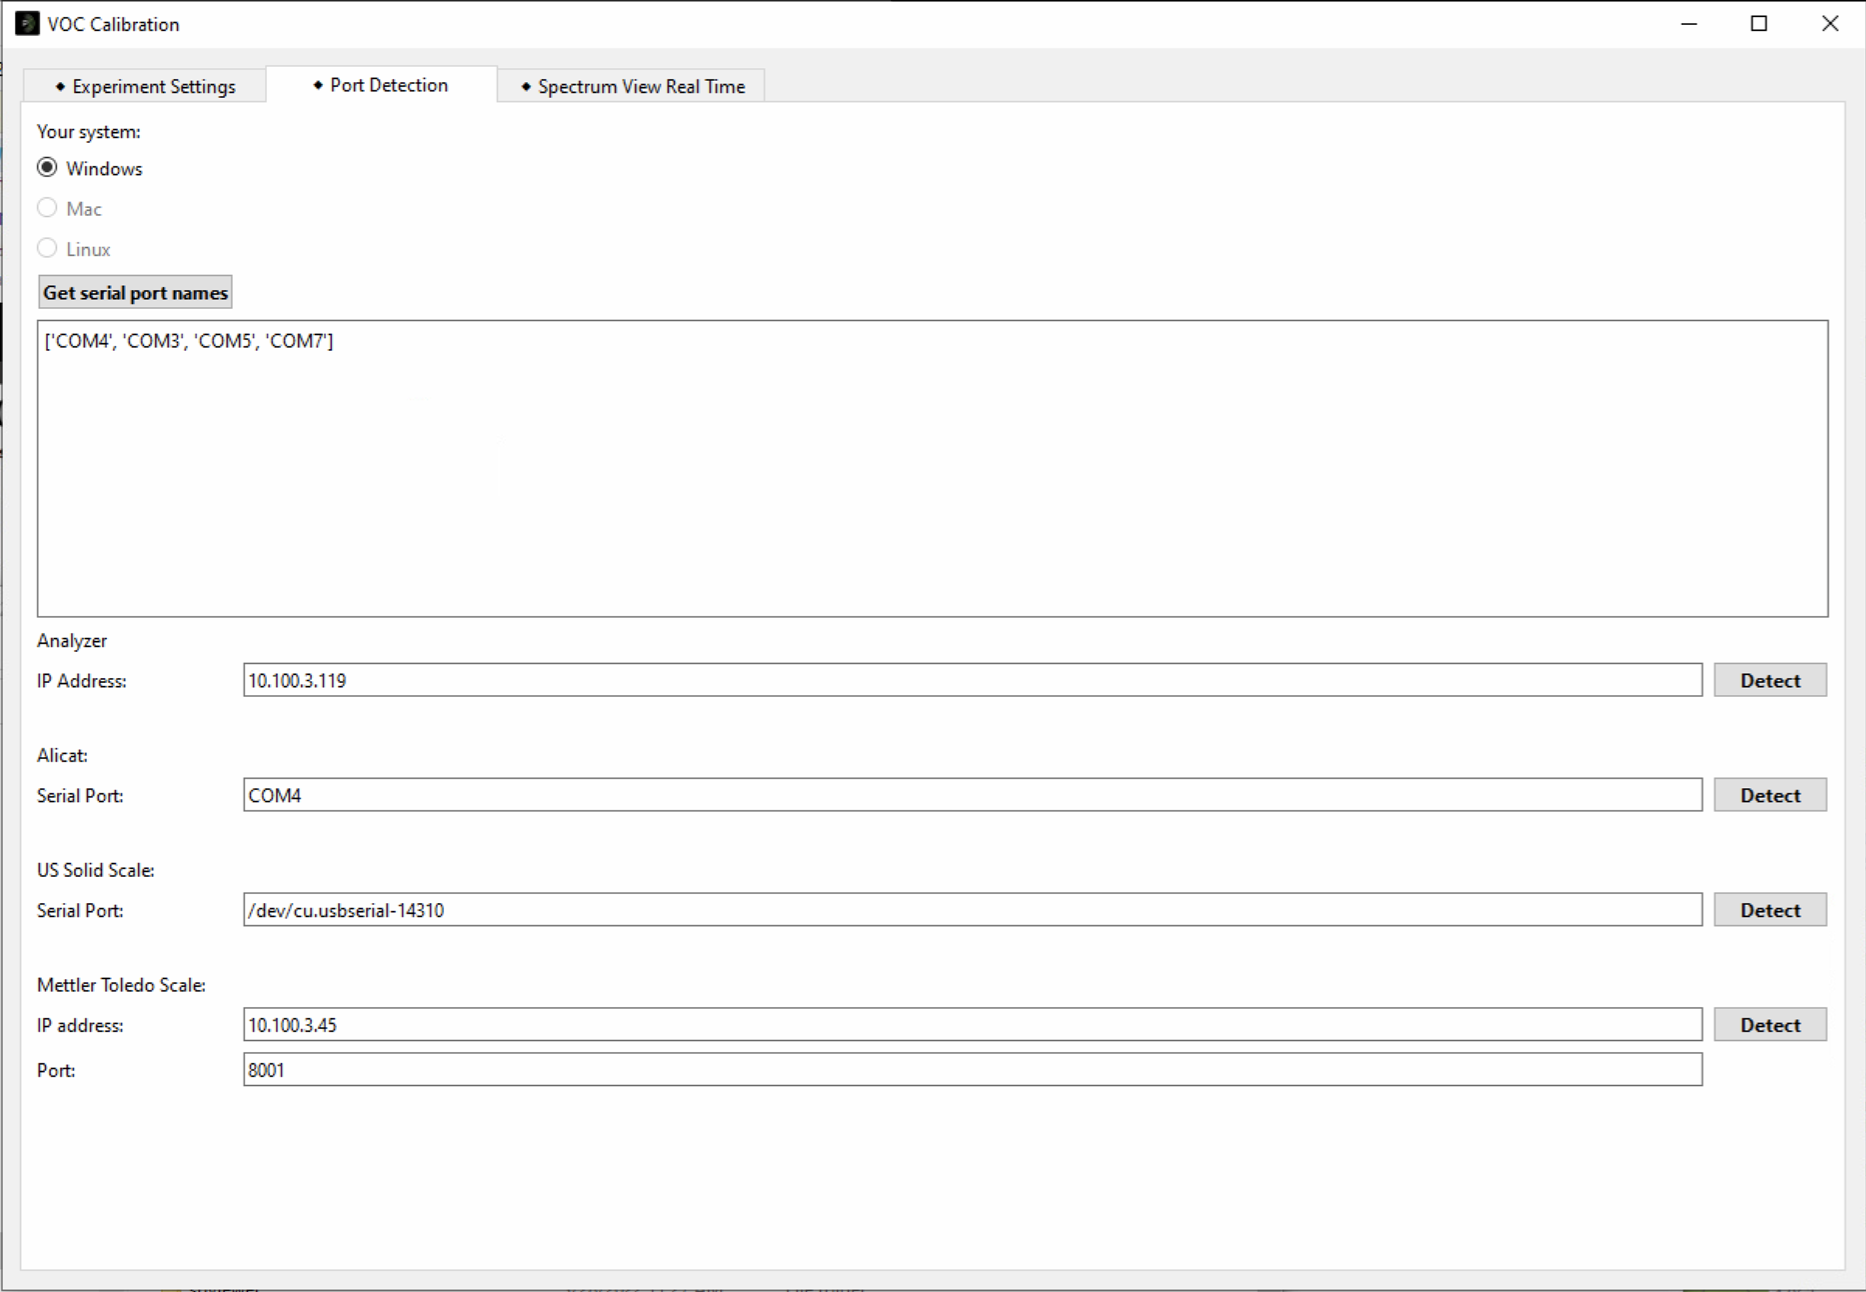 VOC Calibration
◆ Experiment Settings
◆ Port Detection
◆ Spectrum View Real Time
Your system:
Windows
Mac
Linux
Get serial port names
['COM4', 'COM3', 'COM5', 'COM7']
Analyzer
IP Address: 10.100.3.119 Detect
Alicat:
Serial Port: COM4 Detect
US Solid Scale:
Serial Port: /dev/cu.usbserial-14310 Detect
Mettler Toledo Scale:
IP address: 10.100.3.45 Detect
Port: 8001